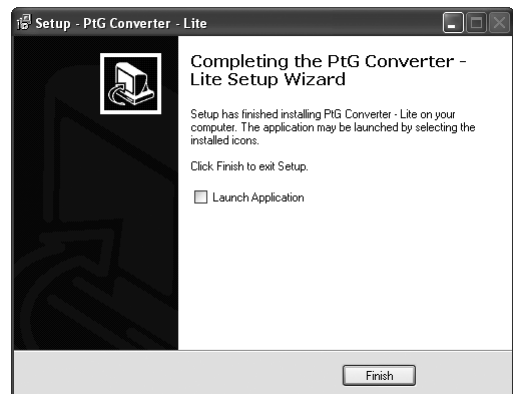 Setup - PtG Converter - Lite
Completing the PtG Converter -
Lite Setup Wizard
Setup has finished installing PtG Converter - Lite on your
computer. The application may be launched by selecting the
installed icons.
Click Finish to exit Setup.
Launch Application
Finish